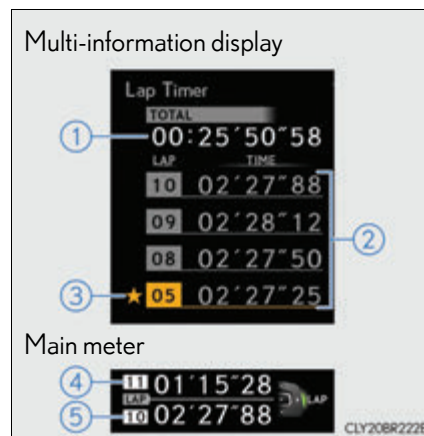 Multi-information display
Lap Timer
TOTAL
① 00:25´50˝58
LAP TIME
10 02´27˝88
09 02´28˝12
②
08 02´27˝50
③ ★ 05 02´27˝25
Main meter
④ 11 01´15˝28
LAP LAP
⑤ 10 02´27˝88
CLY20BR222E